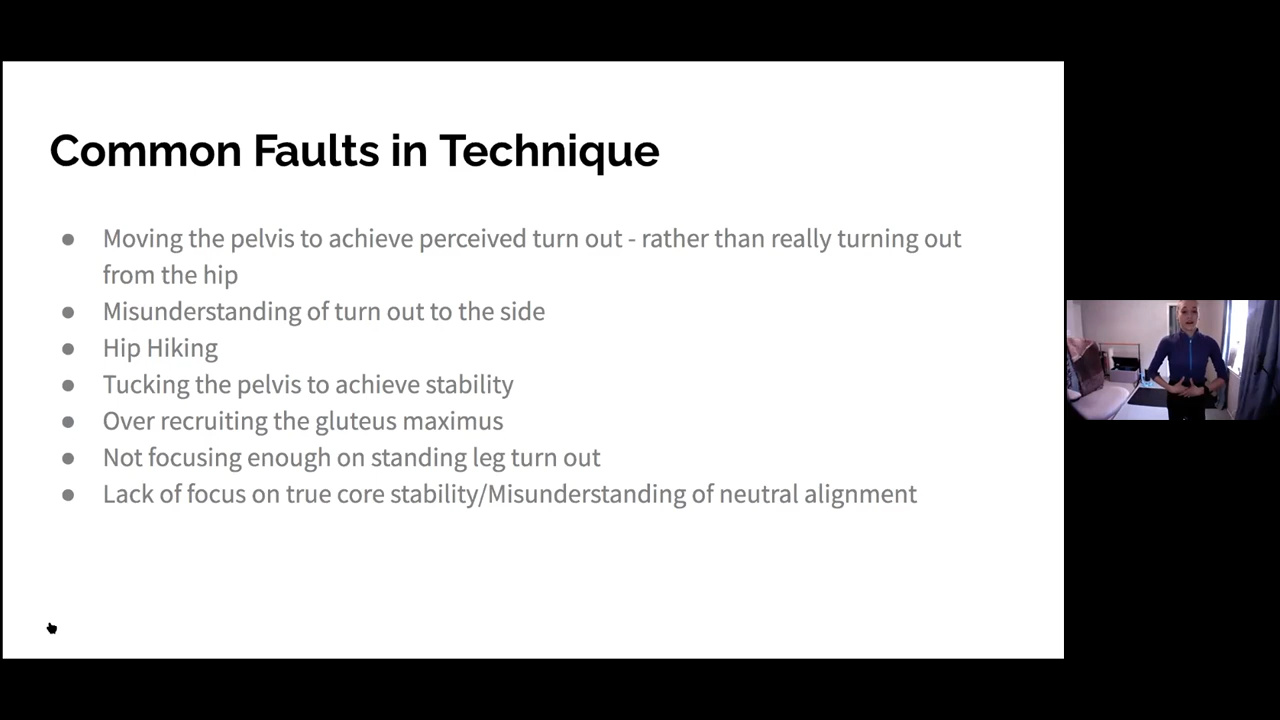 Common Faults in Technique
● Moving the pelvis to achieve perceived turn out - rather than really turning out
from the hip
● Misunderstanding of turn out to the side
● Hip Hiking
● Tucking the pelvis to achieve stability
● Over recruiting the gluteus maximus
● Not focusing enough on standing leg turn out
● Lack of focus on true core stability/Misunderstanding of neutral alignment